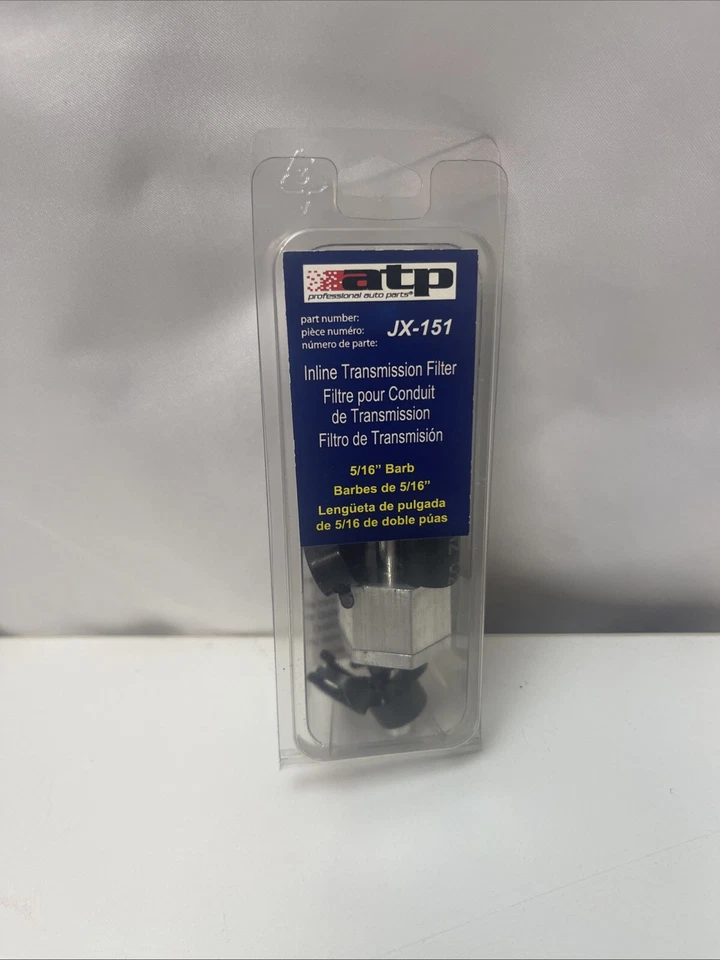 atp
professional auto parts®
part number:
pièce numéro: JX-151
número de parte:
Inline Transmission Filter
Filtre pour Conduit
de Transmission
Filtro de Transmisión
5/16” Barb
Barbes de 5/16”
Lengüeta de pulgada
de 5/16 de doble púas